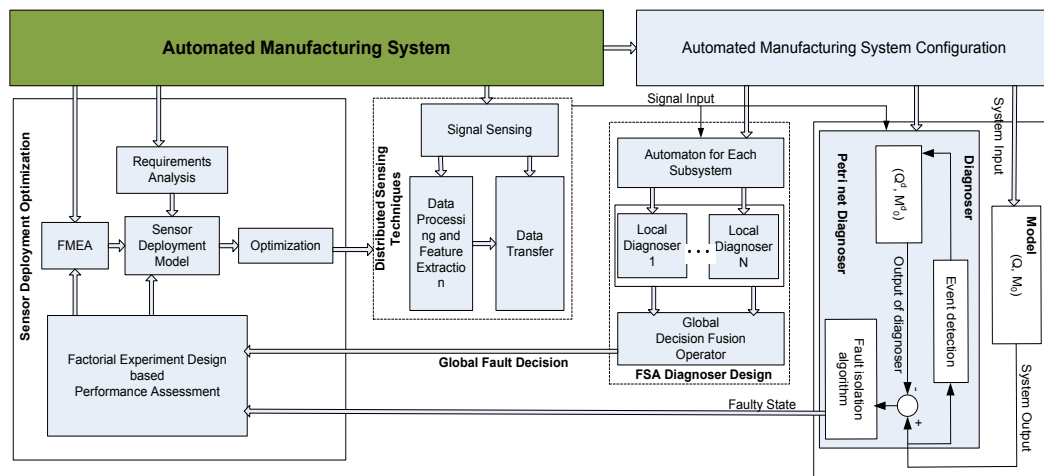 Automated Manufacturing System
Automated Manufacturing System Configuration
Sensor Deployment Optimization
Requirements
Analysis
FMEA
Sensor
Deployment
Model
Optimization
Factorial Experiment Design
based
Performance Assessment
Distributed Sensing
Techniques
Signal Sensing
Data
Processi
ng and
Feature
Extractio
n
Data
Transfer
Signal Input
Automaton for Each
Subsystem
Local
Diagnoser
1
. . .
Local
Diagnoser
N
Global
Decision Fusion
Operator
FSA Diagnoser Design
Global Fault Decision
Faulty State
Petri net Diagnoser
Diagnoser
(Qᵈ, Mᵈ₀)
Output of diagnoser
Event detection
Fault isolation
algorithm
-
+
System Input
Model
(Q, M₀)
System Output